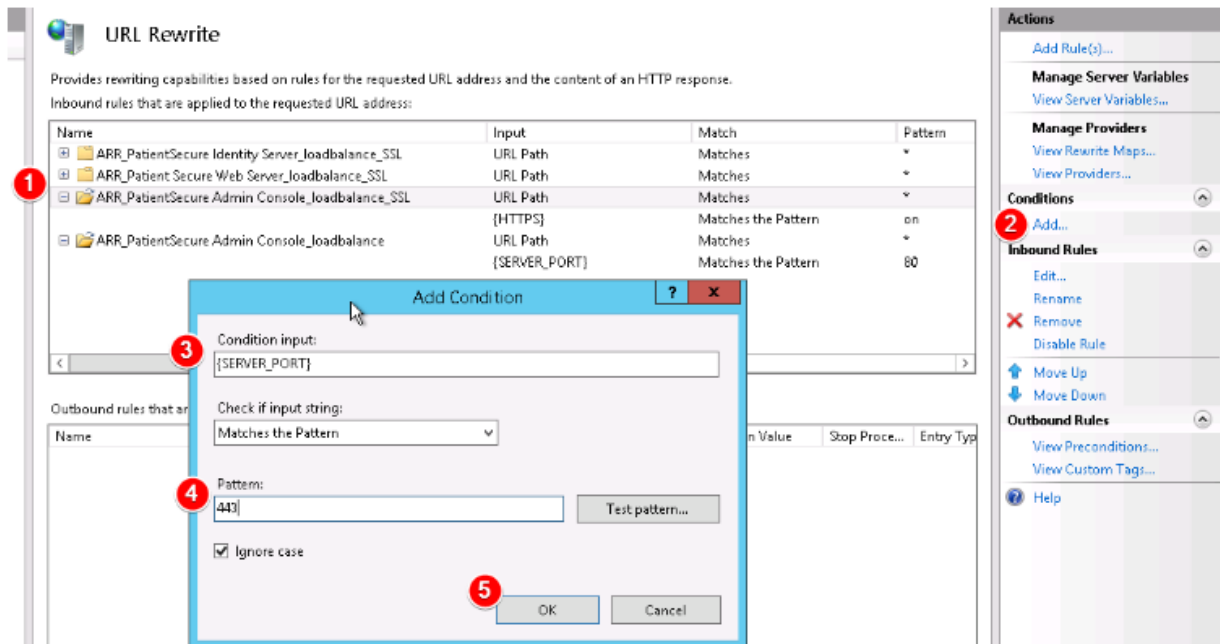 URL Rewrite
Provides rewriting capabilities based on rules for the requested URL address and the content of an HTTP response.
Inbound rules that are applied to the requested URL address:
Name Input Match Pattern
ARR_PatientSecure Identity Server_loadbalance_SSL URL Path Matches *
ARR_Patient Secure Web Server_loadbalance_SSL URL Path Matches *
1 ARR_PatientSecure Admin Console_loadbalance_SSL URL Path Matches *
{HTTPS} Matches the Pattern on
ARR_PatientSecure Admin Console_loadbalance URL Path Matches *
{SERVER_PORT} Matches the Pattern 80
Add Condition ? x
Condition input:
3 {SERVER_PORT}
Check if input string:
Matches the Pattern
Pattern:
4 443 Test pattern...
Ignore case
5 OK Cancel
Outbound rules that ar
Name n Value Stop Proce... Entry Typ
Actions
Add Rule(s)...
Manage Server Variables
View Server Variables...
Manage Providers
View Rewrite Maps...
View Providers...
Conditions
2 Add...
Inbound Rules
Edit...
Rename
Remove
Disable Rule
Move Up
Move Down
Outbound Rules
View Preconditions...
View Custom Tags...
Help